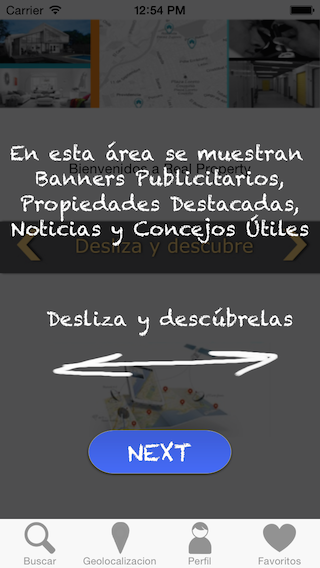 Carrier 12:54 PM
Bienvenidos a Real Property
En esta área se muestran
Banners Publicitarios,
Propiedades Destacadas,
Noticias y Concejos Útiles
Desliza y descubre
Desliza y descúbrelas
NEXT
Buscar Geolocalizacion Perfil Favoritos